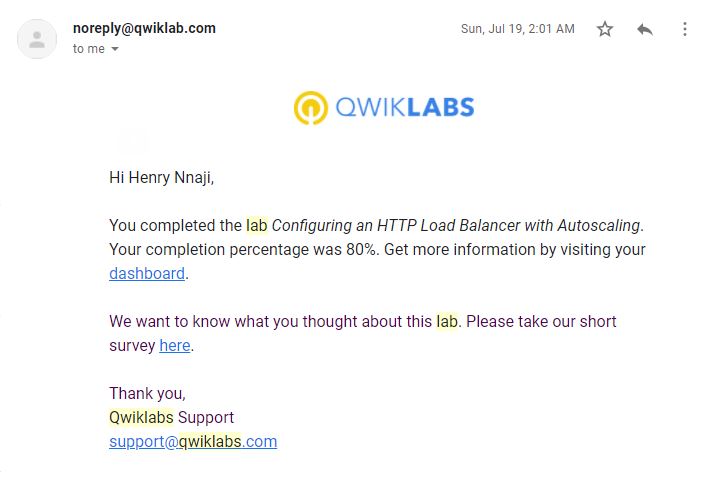 noreply@qwiklab.com
Sun, Jul 19, 2:01 AM
to me
QWIKLABS
Hi Henry Nnaji,
You completed the lab Configuring an HTTP Load Balancer with Autoscaling.
Your completion percentage was 80%. Get more information by visiting your
dashboard.
We want to know what you thought about this lab. Please take our short
survey here.
Thank you,
Qwiklabs Support
support@qwiklabs.com